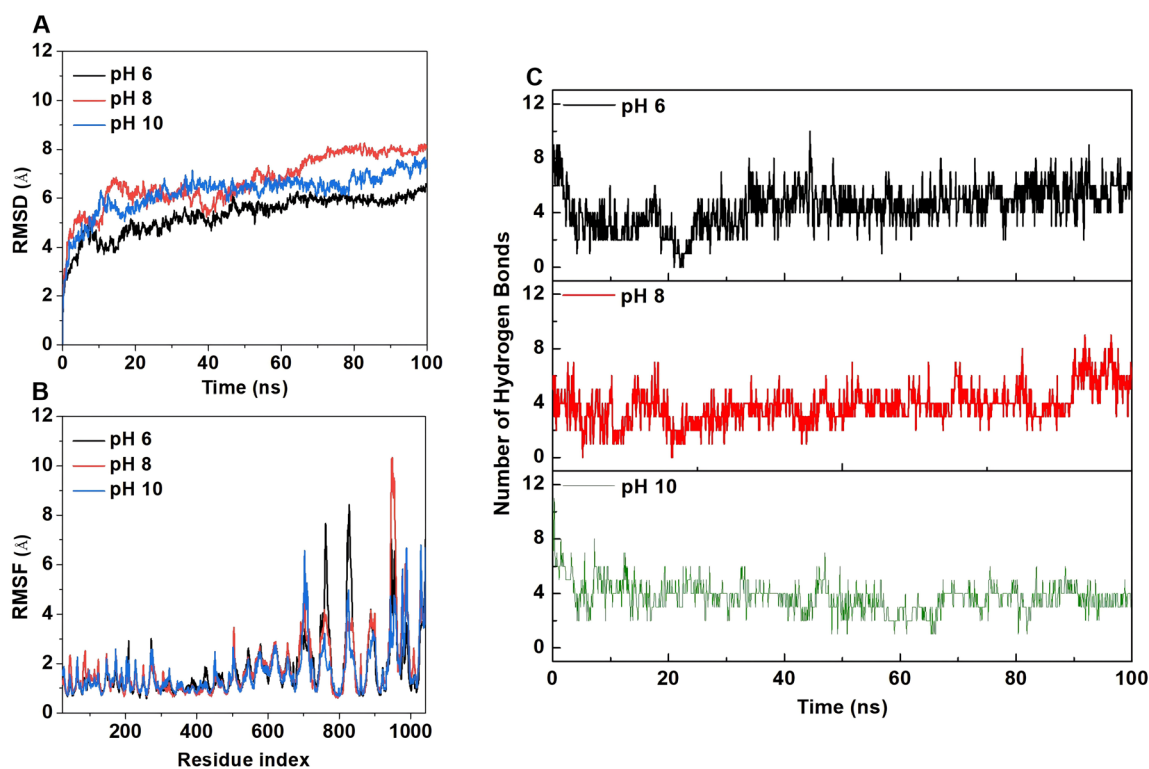 A
12
10
8
6
4
2
0
RMSD (Å)
pH 6
pH 8
pH 10
0 20 40 60 80 100
Time (ns)
B
12
10
8
6
4
2
0
RMSF (Å)
pH 6
pH 8
pH 10
200 400 600 800 1000
Residue index
C
Number of Hydrogen Bonds
12
8
4
0
pH 6
12
8
4
0
pH 8
12
8
4
0
pH 10
0 20 40 60 80 100
Time (ns)